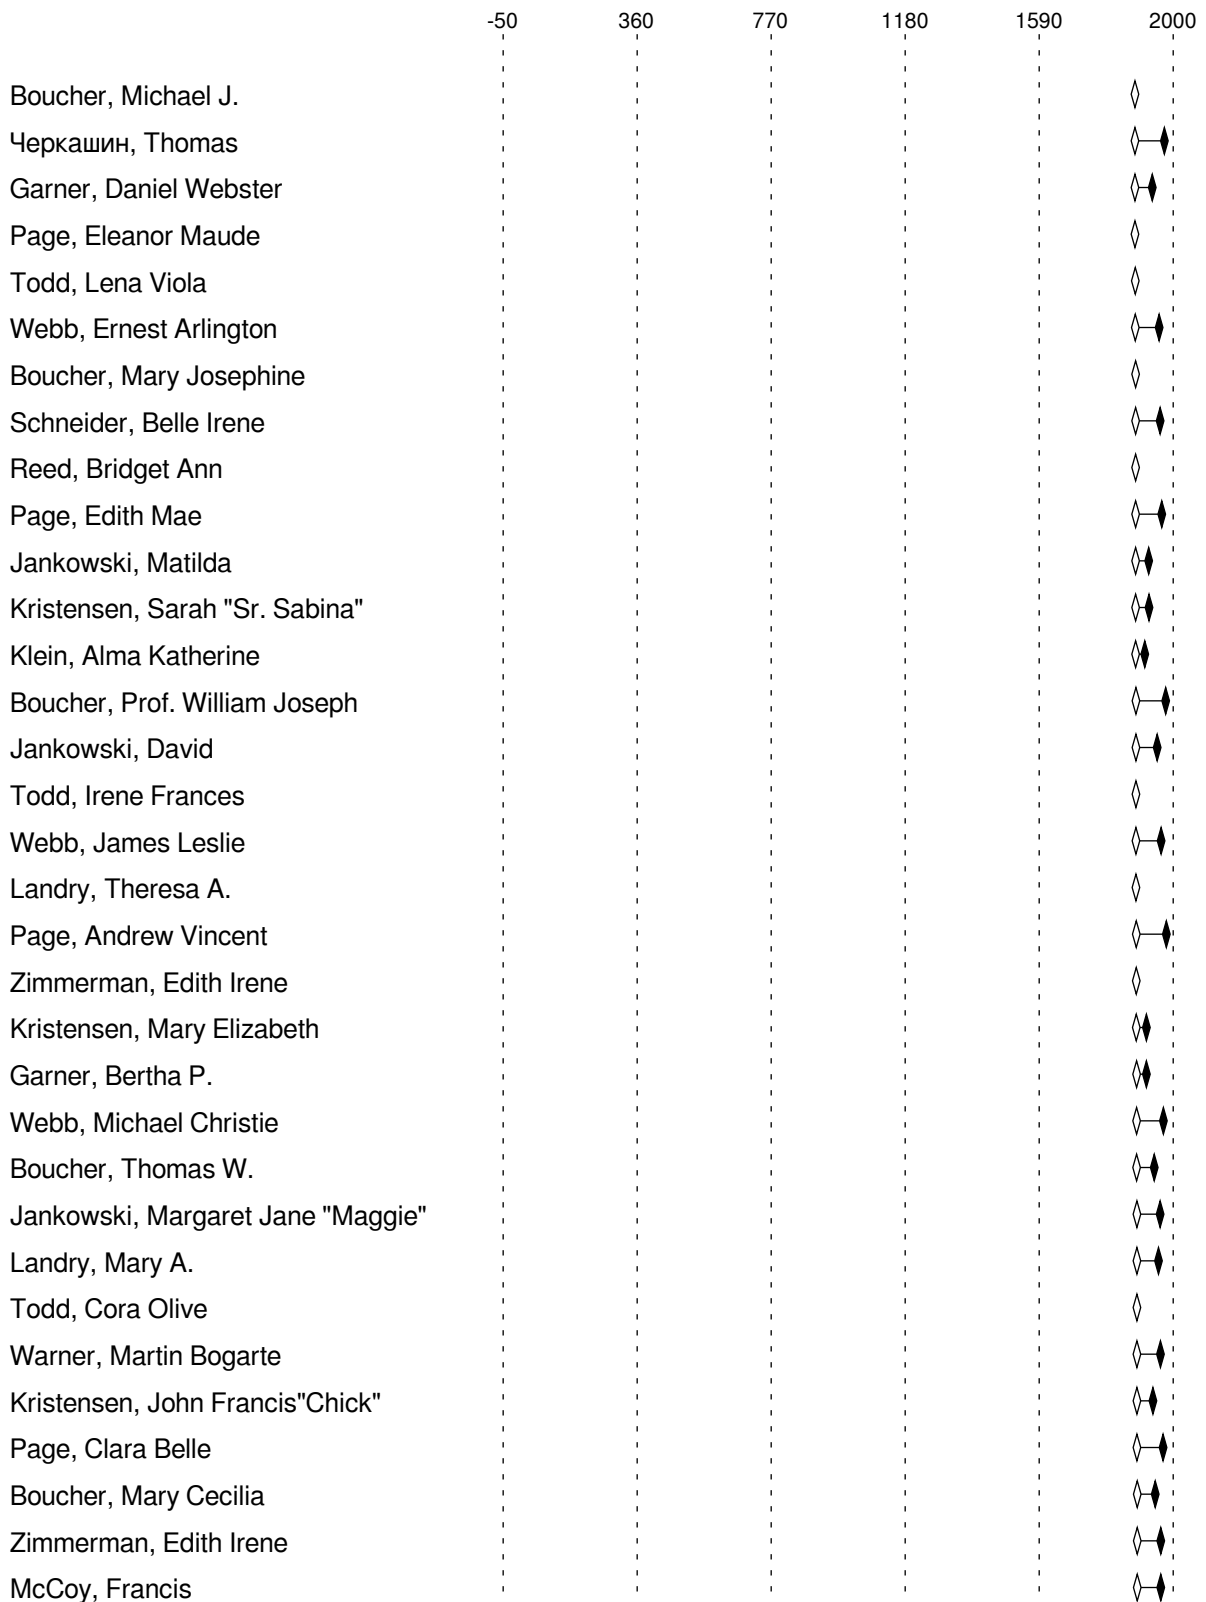 -50 360 770 1180 1590 2000
Boucher, Michael J.
Черкашин, Thomas
Garner, Daniel Webster
Page, Eleanor Maude
Todd, Lena Viola
Webb, Ernest Arlington
Boucher, Mary Josephine
Schneider, Belle Irene
Reed, Bridget Ann
Page, Edith Mae
Jankowski, Matilda
Kristensen, Sarah "Sr. Sabina"
Klein, Alma Katherine
Boucher, Prof. William Joseph
Jankowski, David
Todd, Irene Frances
Webb, James Leslie
Landry, Theresa A.
Page, Andrew Vincent
Zimmerman, Edith Irene
Kristensen, Mary Elizabeth
Garner, Bertha P.
Webb, Michael Christie
Boucher, Thomas W.
Jankowski, Margaret Jane "Maggie"
Landry, Mary A.
Todd, Cora Olive
Warner, Martin Bogarte
Kristensen, John Francis"Chick"
Page, Clara Belle
Boucher, Mary Cecilia
Zimmerman, Edith Irene
McCoy, Francis